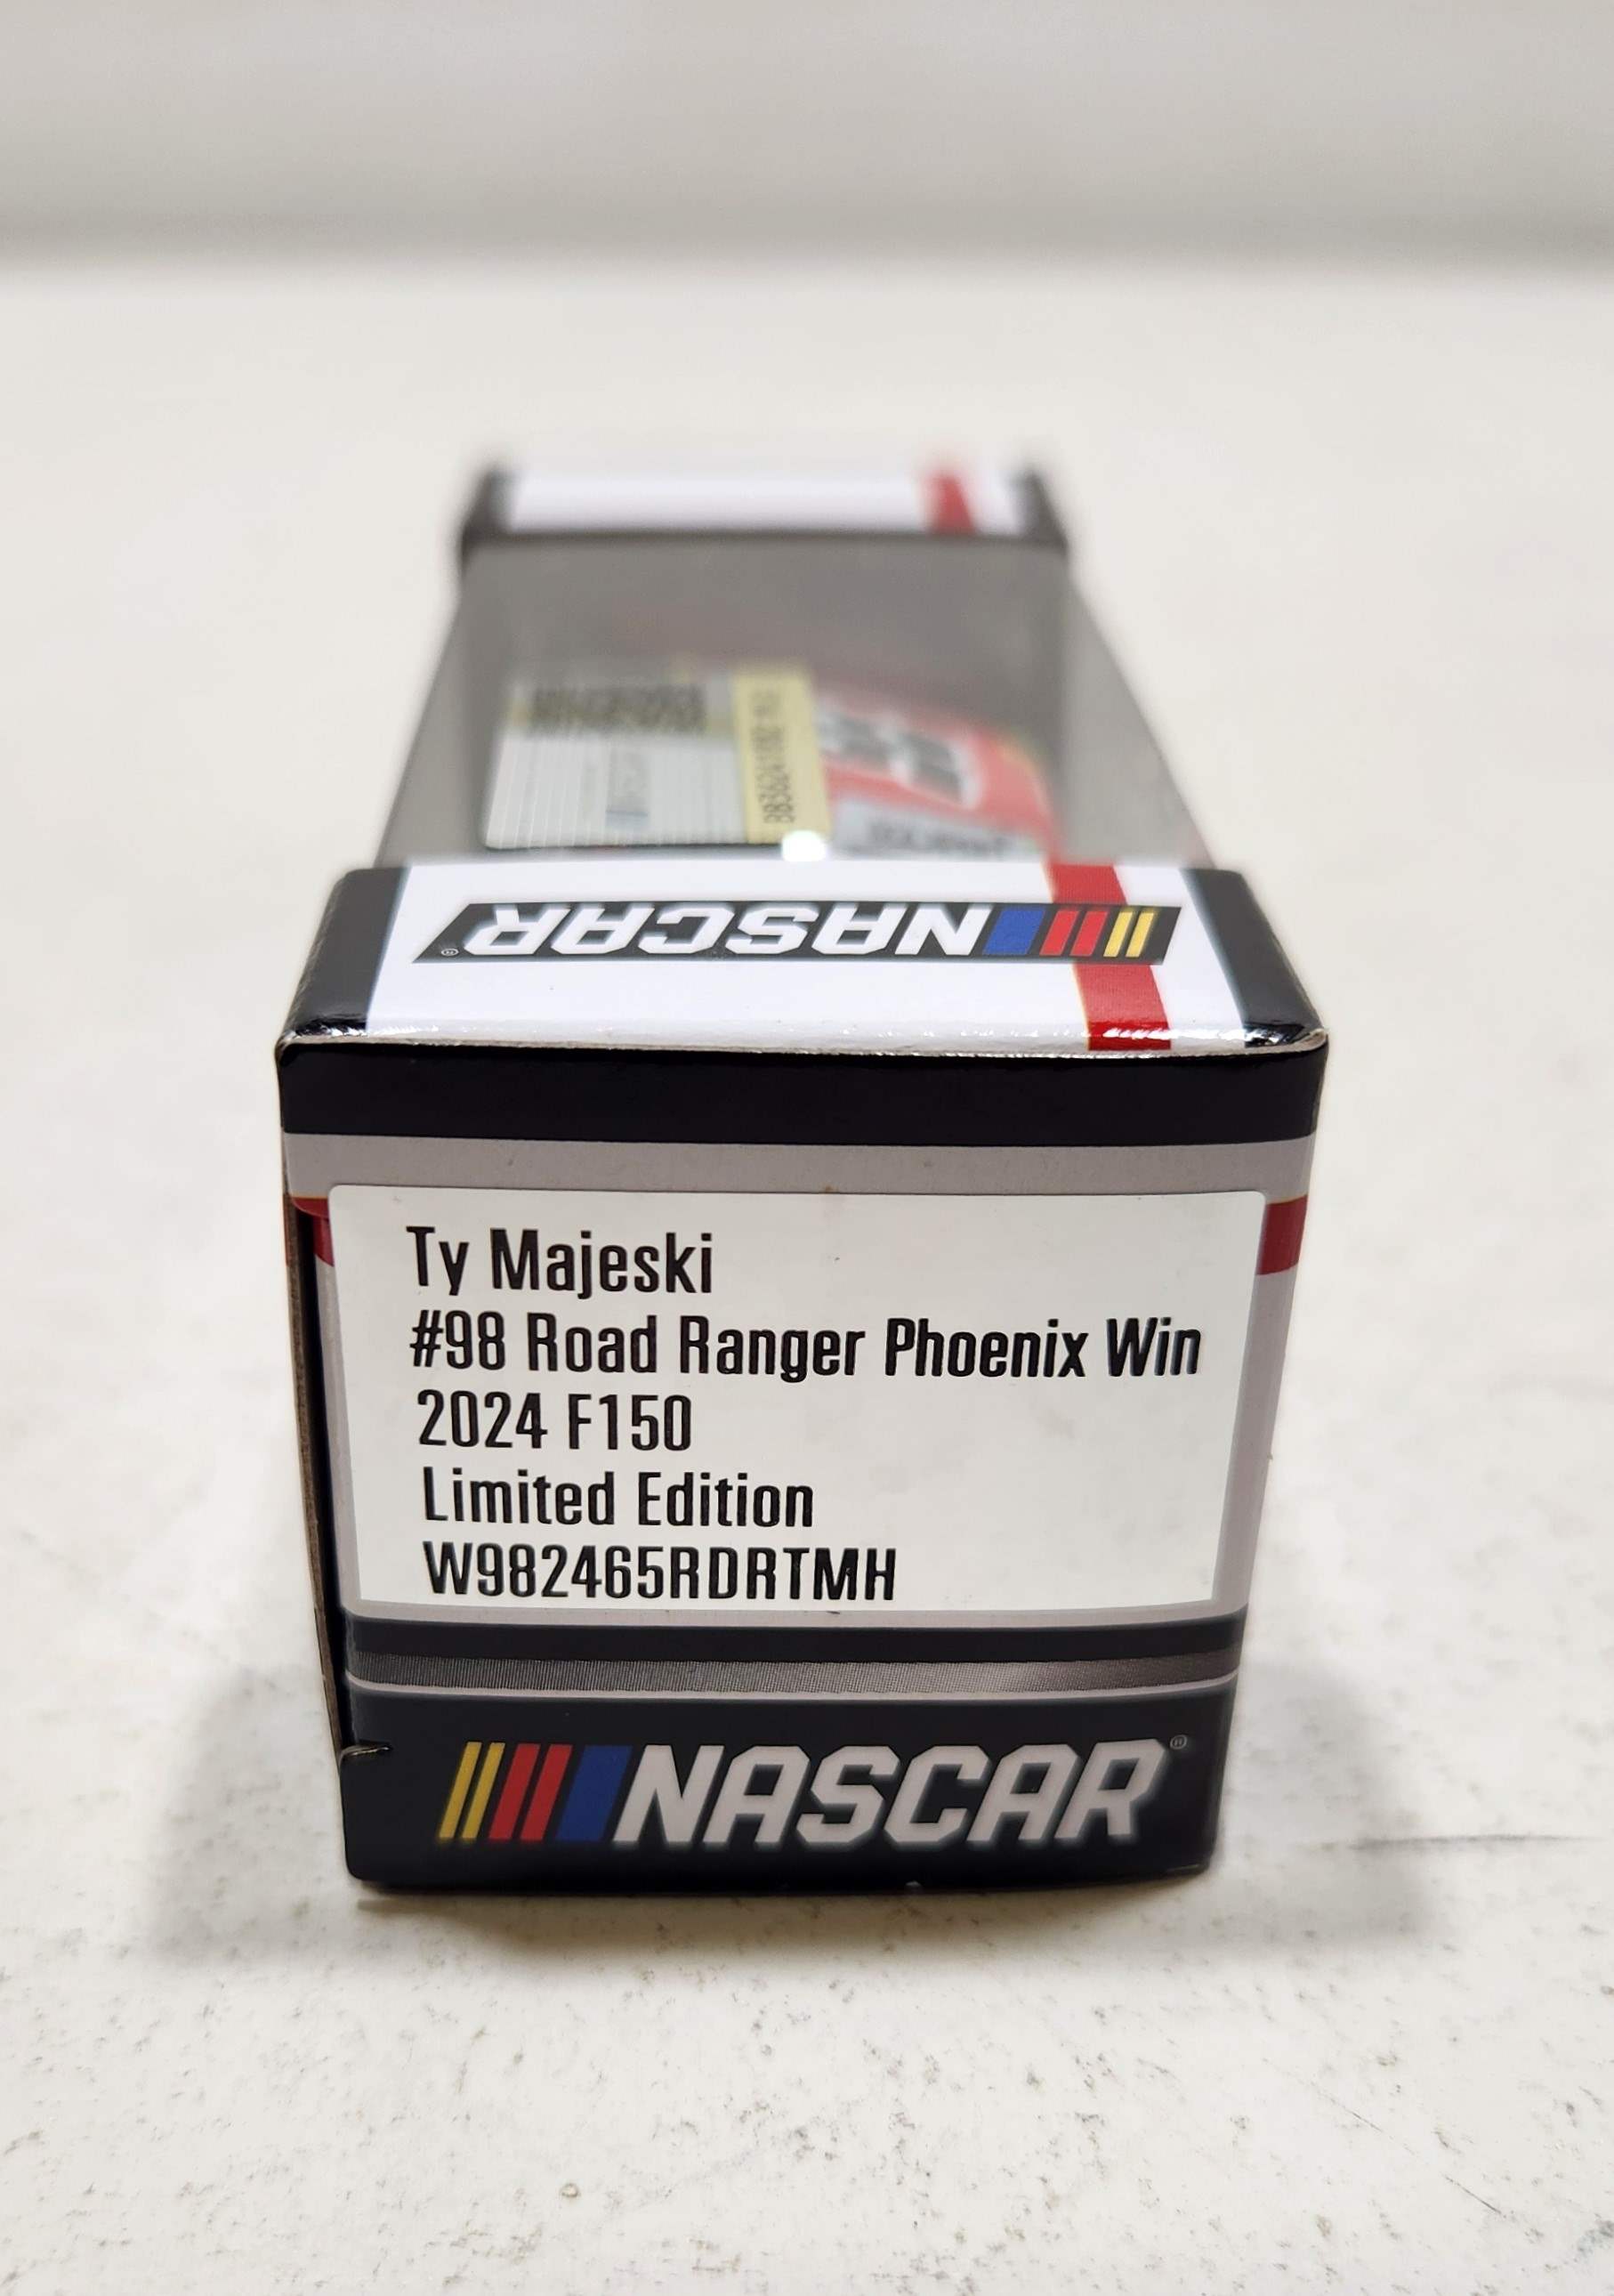 NASCAR
Ty Majeski
#98 Road Ranger Phoenix Win
2024 F150
Limited Edition
W982465RDRTMH
NASCAR®